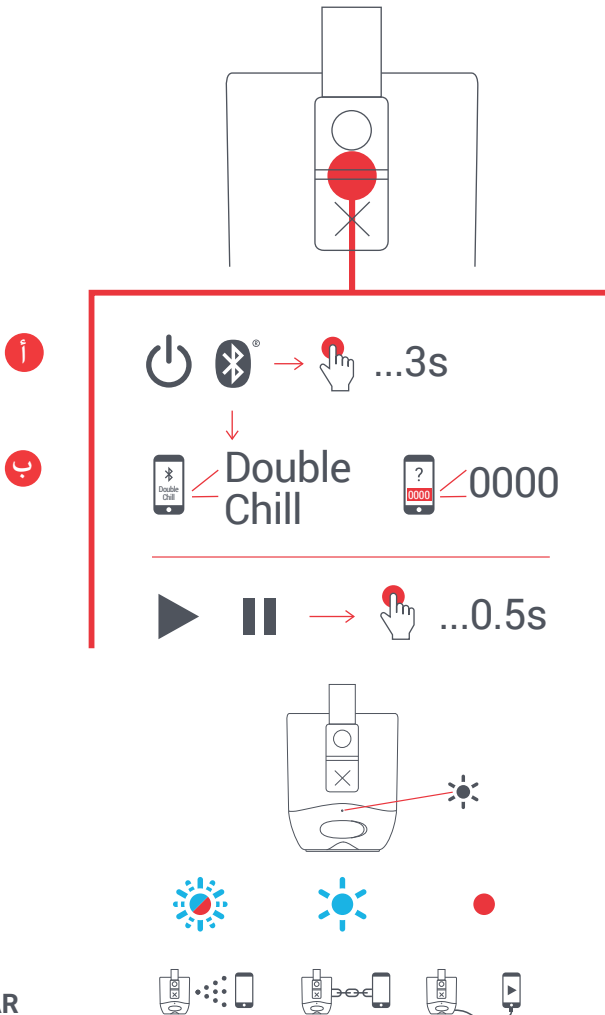 أ
® ...3s
ب
Double
Chill
Double
Chill
?
0000
0000
...0.5s
AR